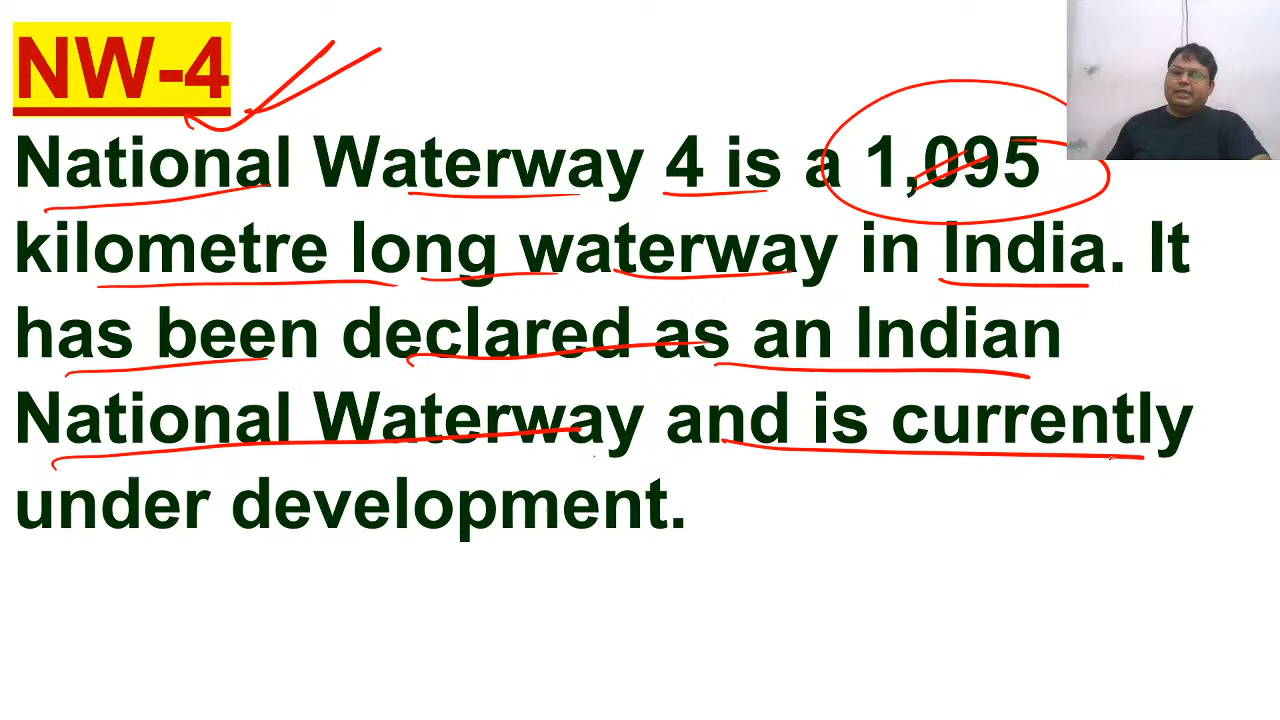 NW-4
National Waterway 4 is a 1,095
kilometre long waterway in India. It
has been declared as an Indian
National Waterway and is currently
under development.